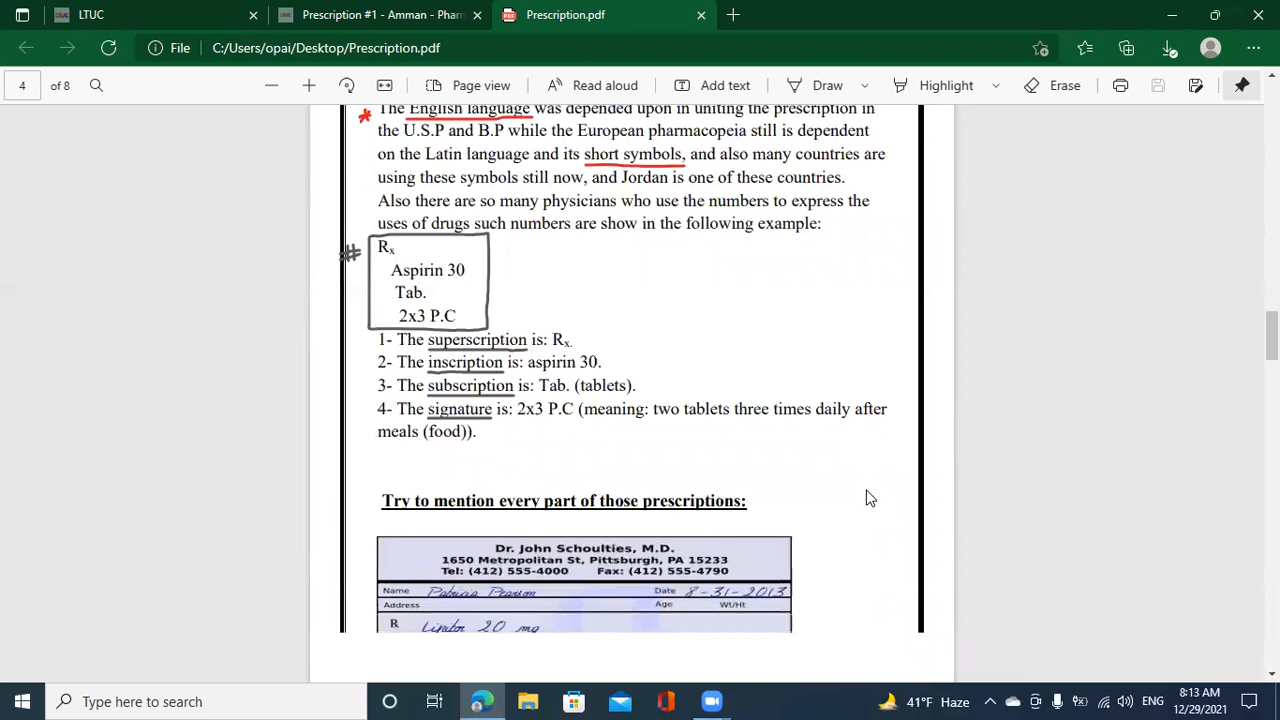 LTUC
Prescription #1 - Amman - Phar
Prescription.pdf
File
C:/Users/opai/Desktop/Prescription.pdf
4 of 8
Page view
Read aloud
Add text
Draw
Highlight
Erase
The English language was depended upon in uniting the prescription in
the U.S.P and B.P while the European pharmacopeia still is dependent
on the Latin language and its short symbols, and also many countries are
using these symbols still now, and Jordan is one of these countries.
Also there are so many physicians who use the numbers to express the
uses of drugs such numbers are show in the following example:
Rx
Aspirin 30
Tab.
2x3 P.C
1- The superscription is: Rx.
2- The inscription is: aspirin 30.
3- The subscription is: Tab. (tablets).
4- The signature is: 2x3 P.C (meaning: two tablets three times daily after
meals (food)).
Try to mention every part of those prescriptions:
Dr. John Schoulties, M.D.
1650 Metropolitan St, Pittsburgh, PA 15233
Tel: (412) 555-4000 Fax: (412) 555-4790
Name Patricia Pearson Date 8-31-2013
Address Age Wt/Ht
R Lipitor 20 mg
Type here to search
41°F Haze
ENG
8:13 AM
12/29/2021